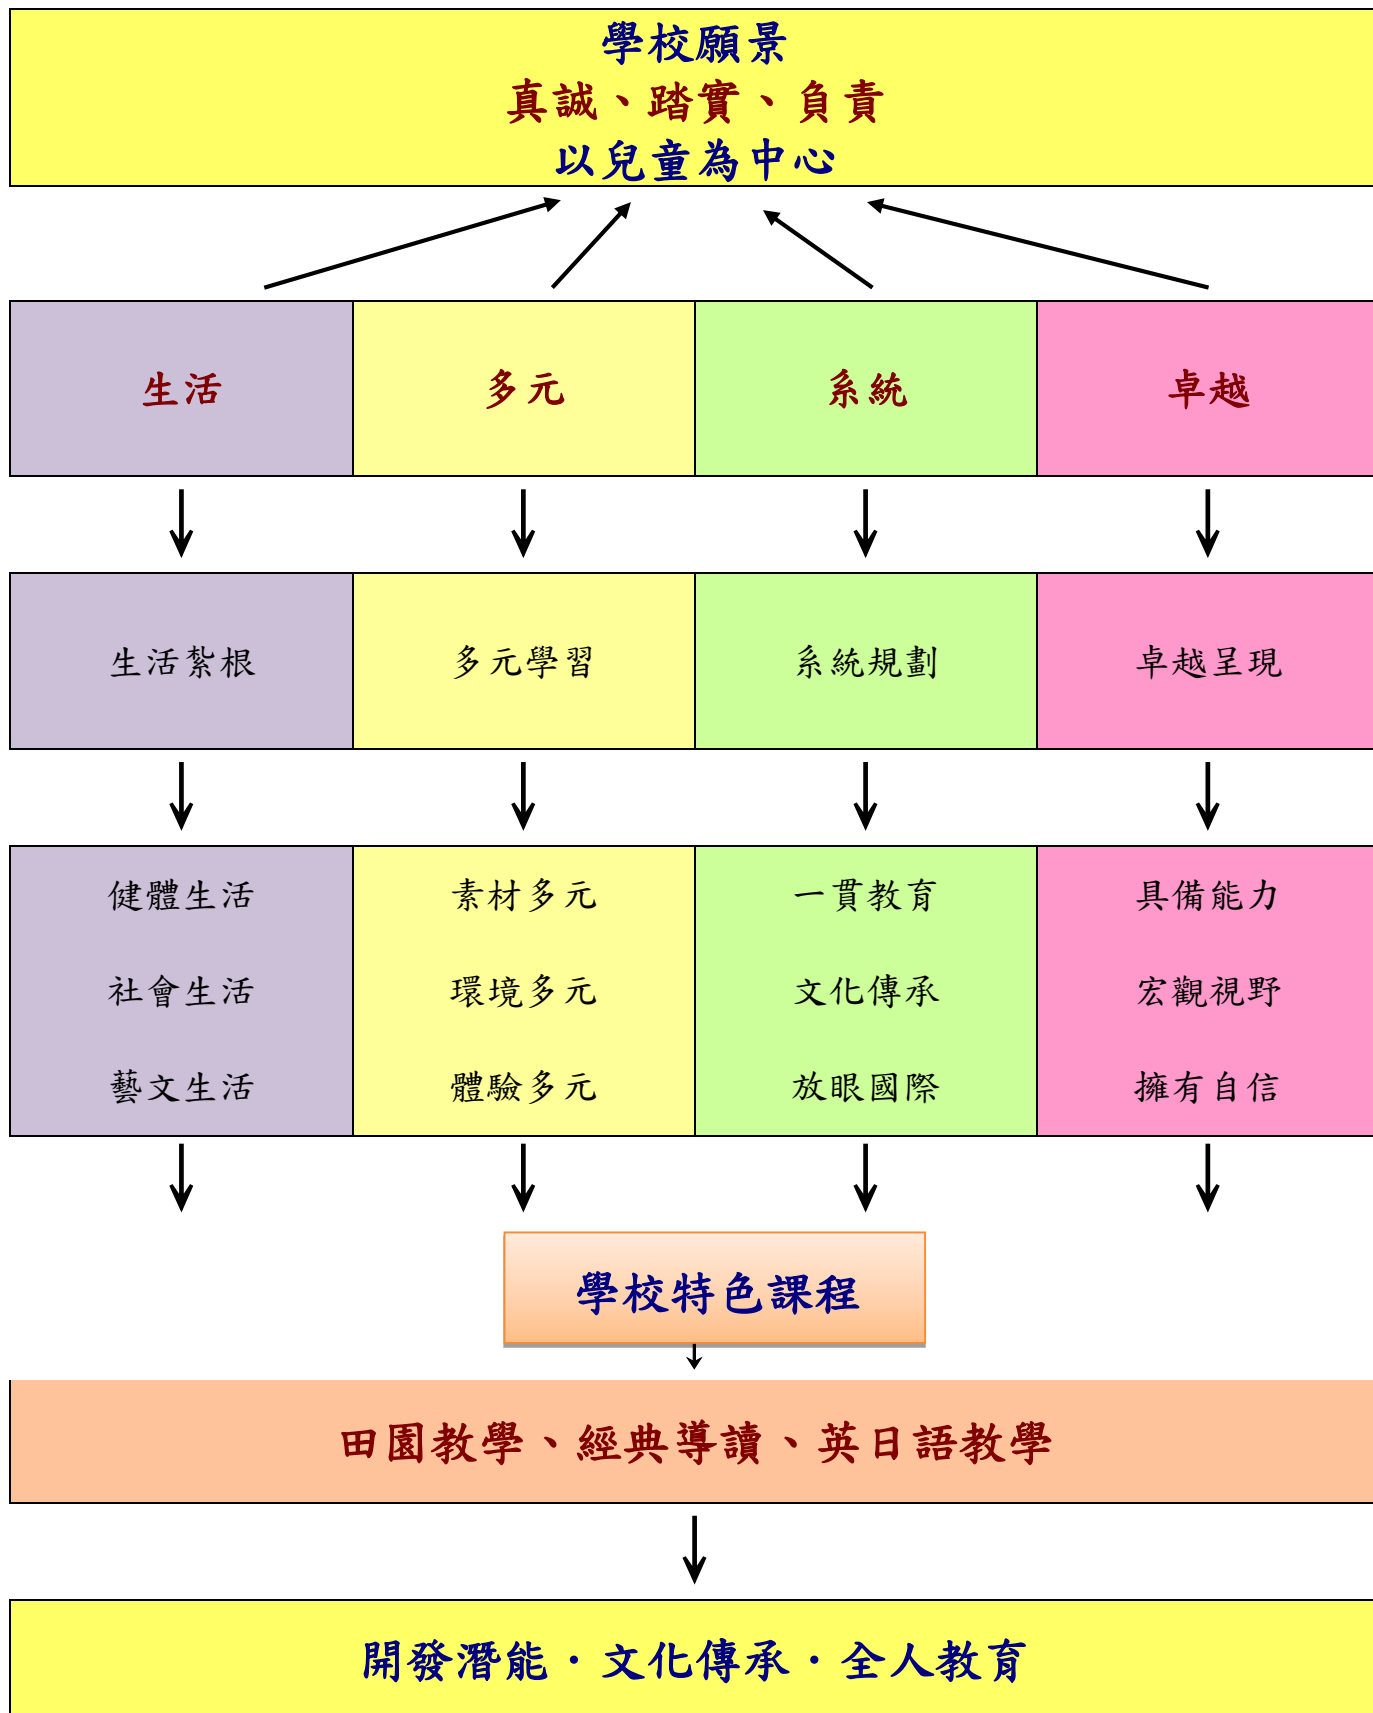 學校願景
真誠、踏實、負責
以兒童為中心
生活
多元
系統
卓越
生活紮根
多元學習
系統規劃
卓越呈現
健體生活
社會生活
藝文生活
素材多元
環境多元
體驗多元
一貫教育
文化傳承
放眼國際
具備能力
宏觀視野
擁有自信
學校特色課程
田園教學、經典導讀、英日語教學
開發潛能．文化傳承．全人教育